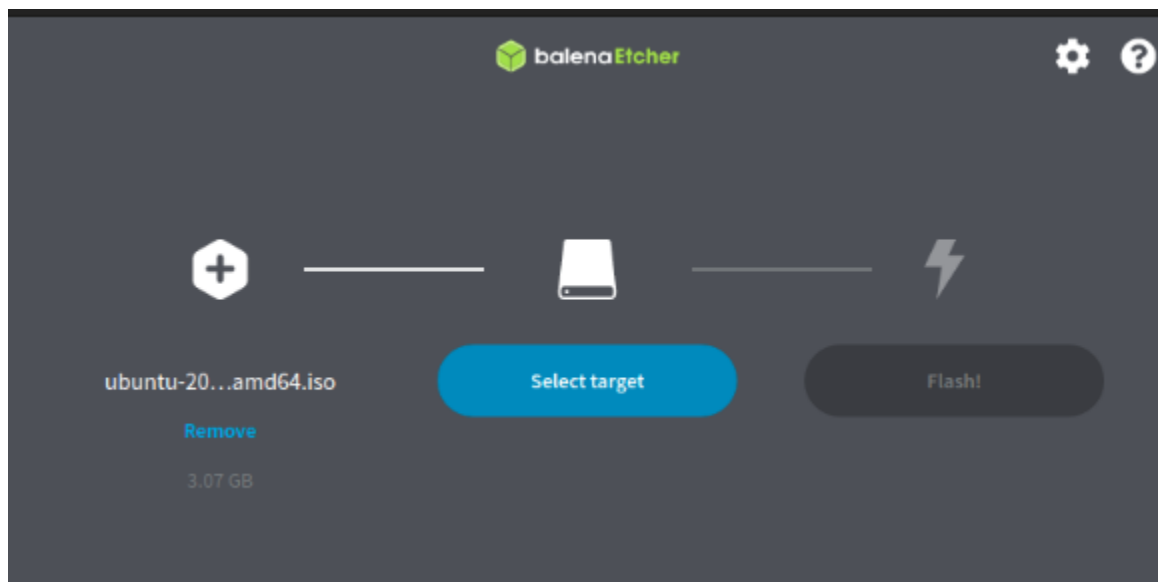 balenaEtcher
ubuntu-20...amd64.iso
Select target
Flash!
Remove
3.07 GB